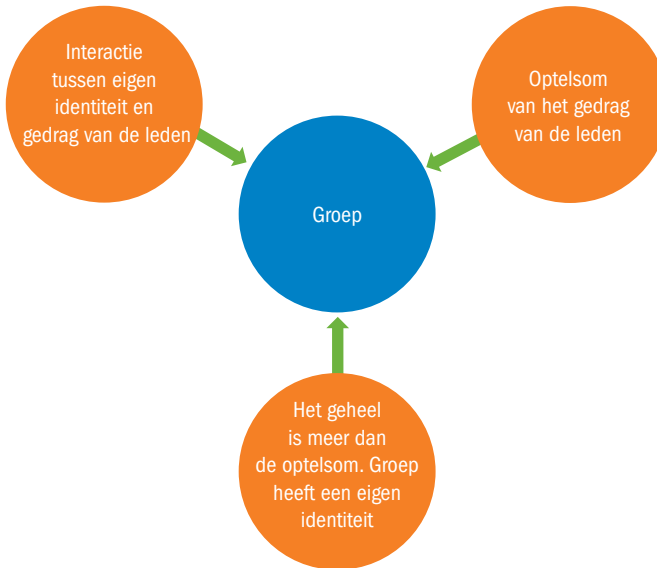 Interactie
tussen eigen
identiteit en
gedrag van de leden
Optelsom
van het gedrag
van de leden
Groep
Het geheel
is meer dan
de optelsom. Groep
heeft een eigen
identiteit